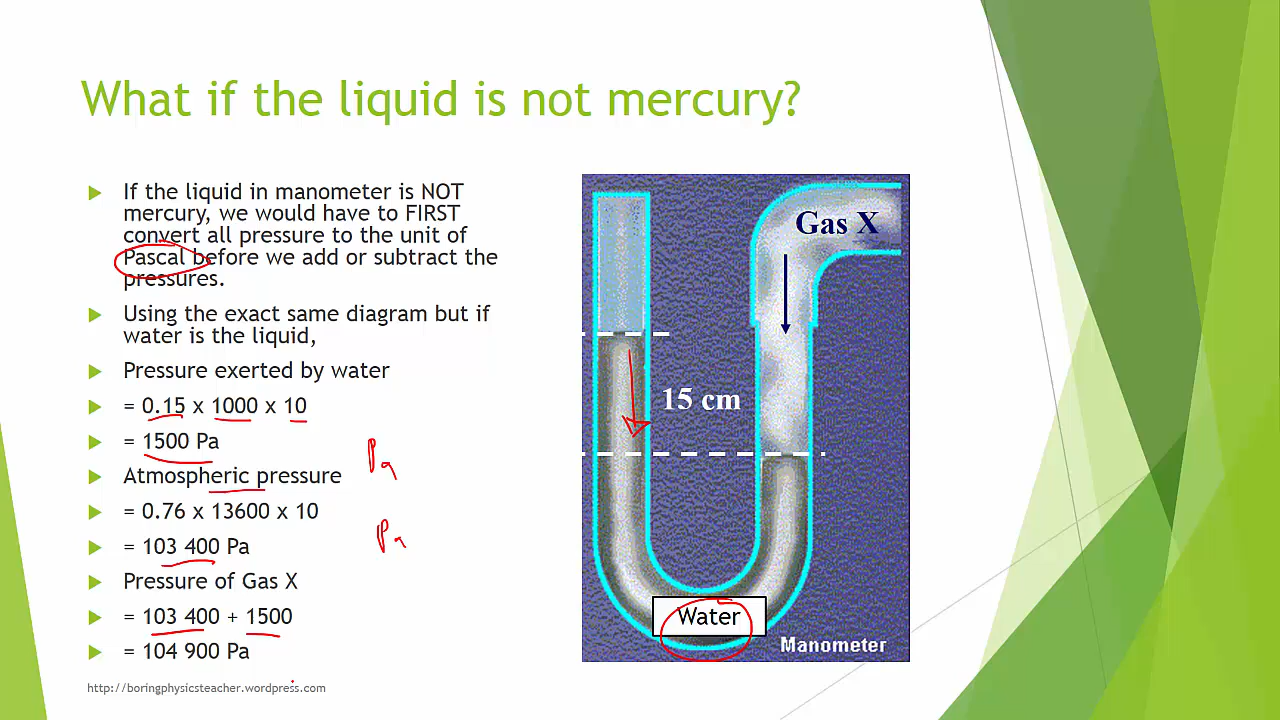 What if the liquid is not mercury?
If the liquid in manometer is NOT
mercury, we would have to FIRST
convert all pressure to the unit of
Pascal before we add or subtract the
pressures.
Using the exact same diagram but if
water is the liquid,
Pressure exerted by water
= 0.15 x 1000 x 10
= 1500 Pa
Atmospheric pressure
= 0.76 x 13600 x 10
= 103 400 Pa
Pressure of Gas X
= 103 400 + 1500
= 104 900 Pa
http://boringphysicsteacher.wordpress.com
Pa
Pa
Gas X
15 cm
Water
Manometer